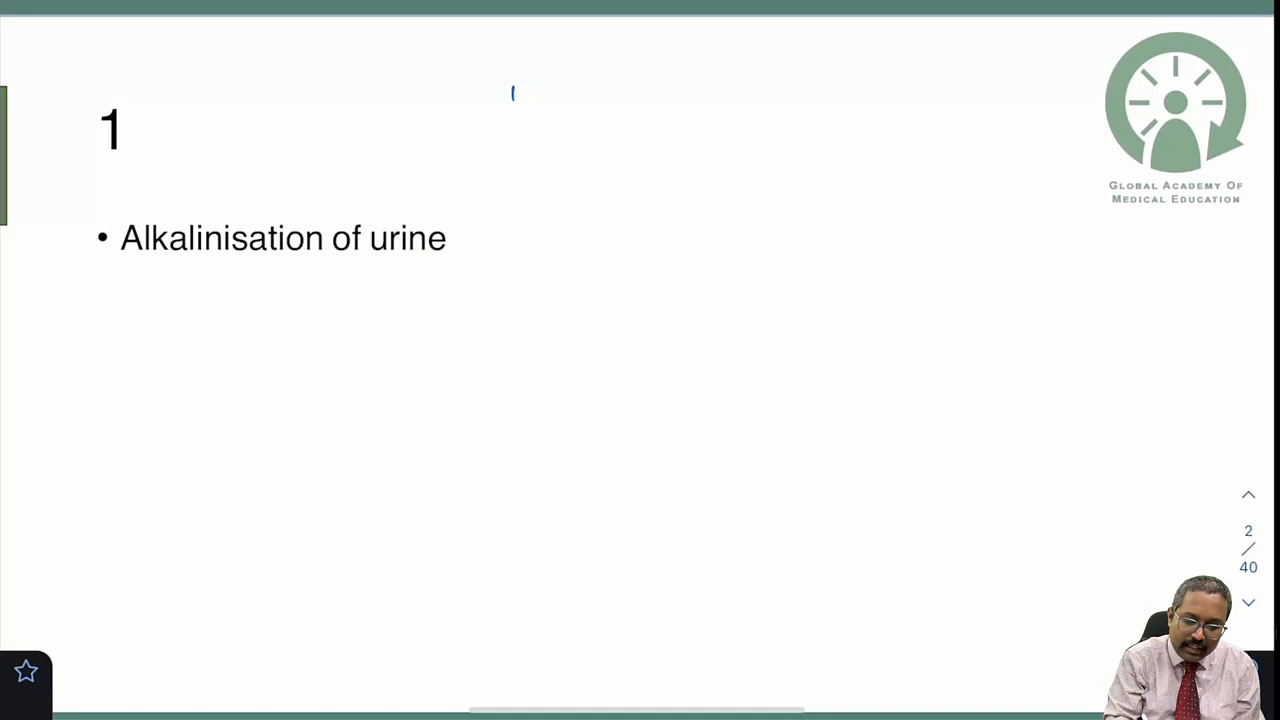 1
• Alkalinisation of urine
GLOBAL ACADEMY OF
MEDICAL EDUCATION
2
/
40